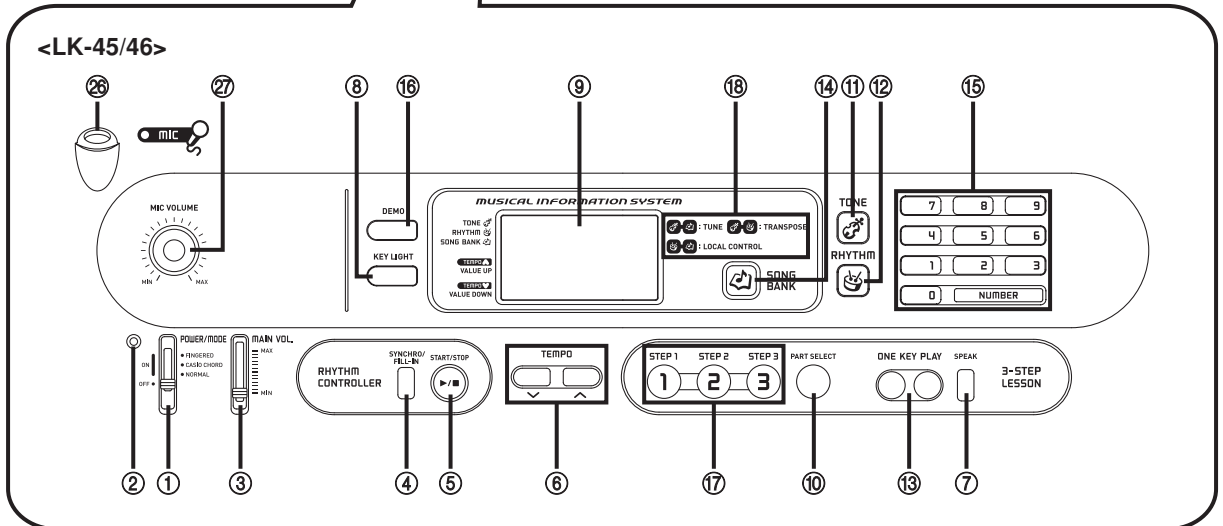 <LK-45/46>
㉖ ㉗ ⑧ ⑯ ⑨ ⑱ ⑭ ⑪ ⑫ ⑮
mic
MIC VOLUME
MIN MAX
DEMO
KEY LIGHT
MUSICAL INFORMATION SYSTEM
TONE
RHYTHM
SONG BANK
TEMPO
VALUE UP
TEMPO
VALUE DOWN
: TUNE : TRANSPOSE
: LOCAL CONTROL
SONG
BANK
TONE
RHYTHM
7 8 9
4 5 6
1 2 3
0 NUMBER
POWER/MODE
ON
• FINGERED
• CASIO CHORD
• NORMAL
OFF •
MAIN VOL.
MAX
MIN
RHYTHM
CONTROLLER
SYNCHRO/
FILL-IN
START/STOP
▶/■
TEMPO
STEP 1 STEP 2 STEP 3
1 2 3
PART SELECT
ONE KEY PLAY
SPEAK
3-STEP
LESSON
② ① ③ ④ ⑤ ⑥ ⑰ ⑩ ⑬ ⑦